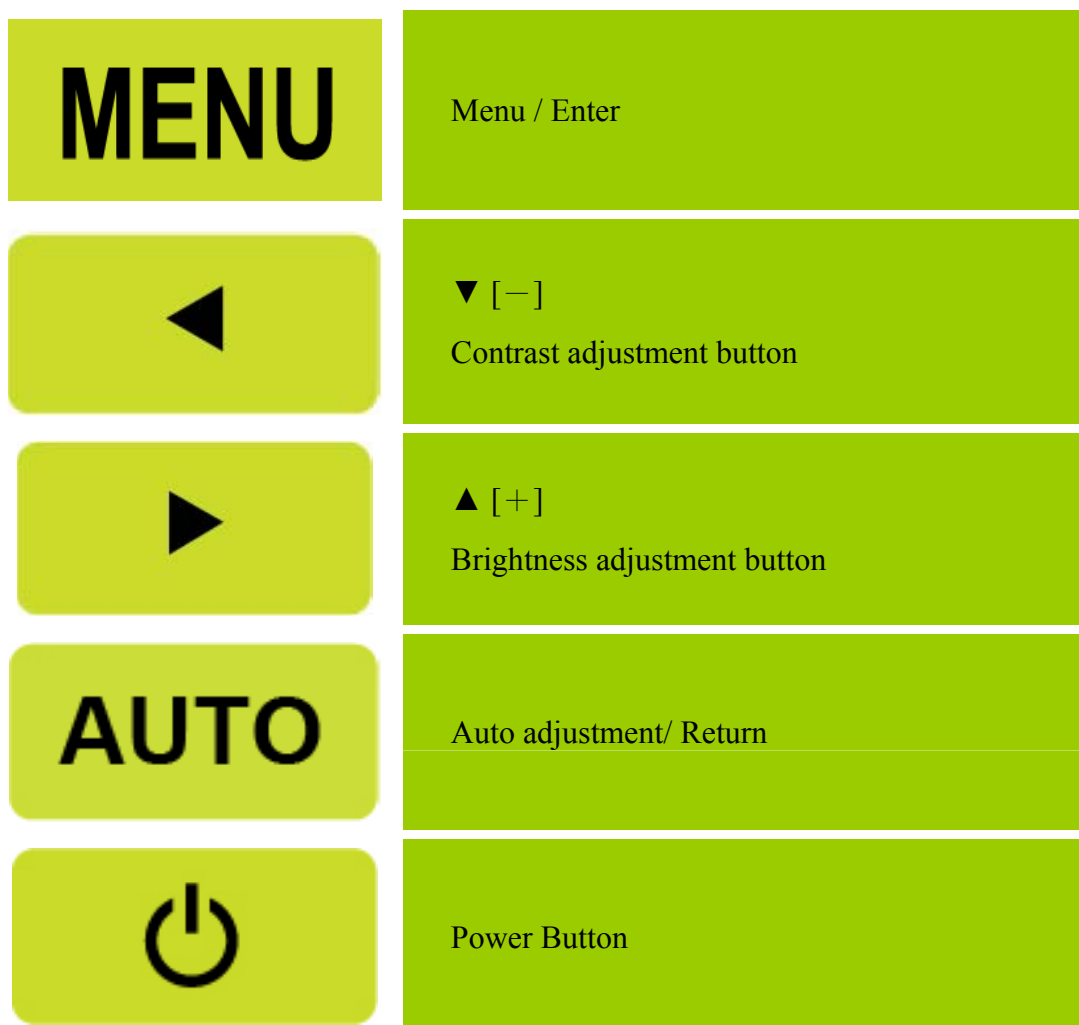 MENU
Menu / Enter
◀
▼ [－]
Contrast adjustment button
▶
▲ [＋]
Brightness adjustment button
AUTO
Auto adjustment/ Return
Power Button